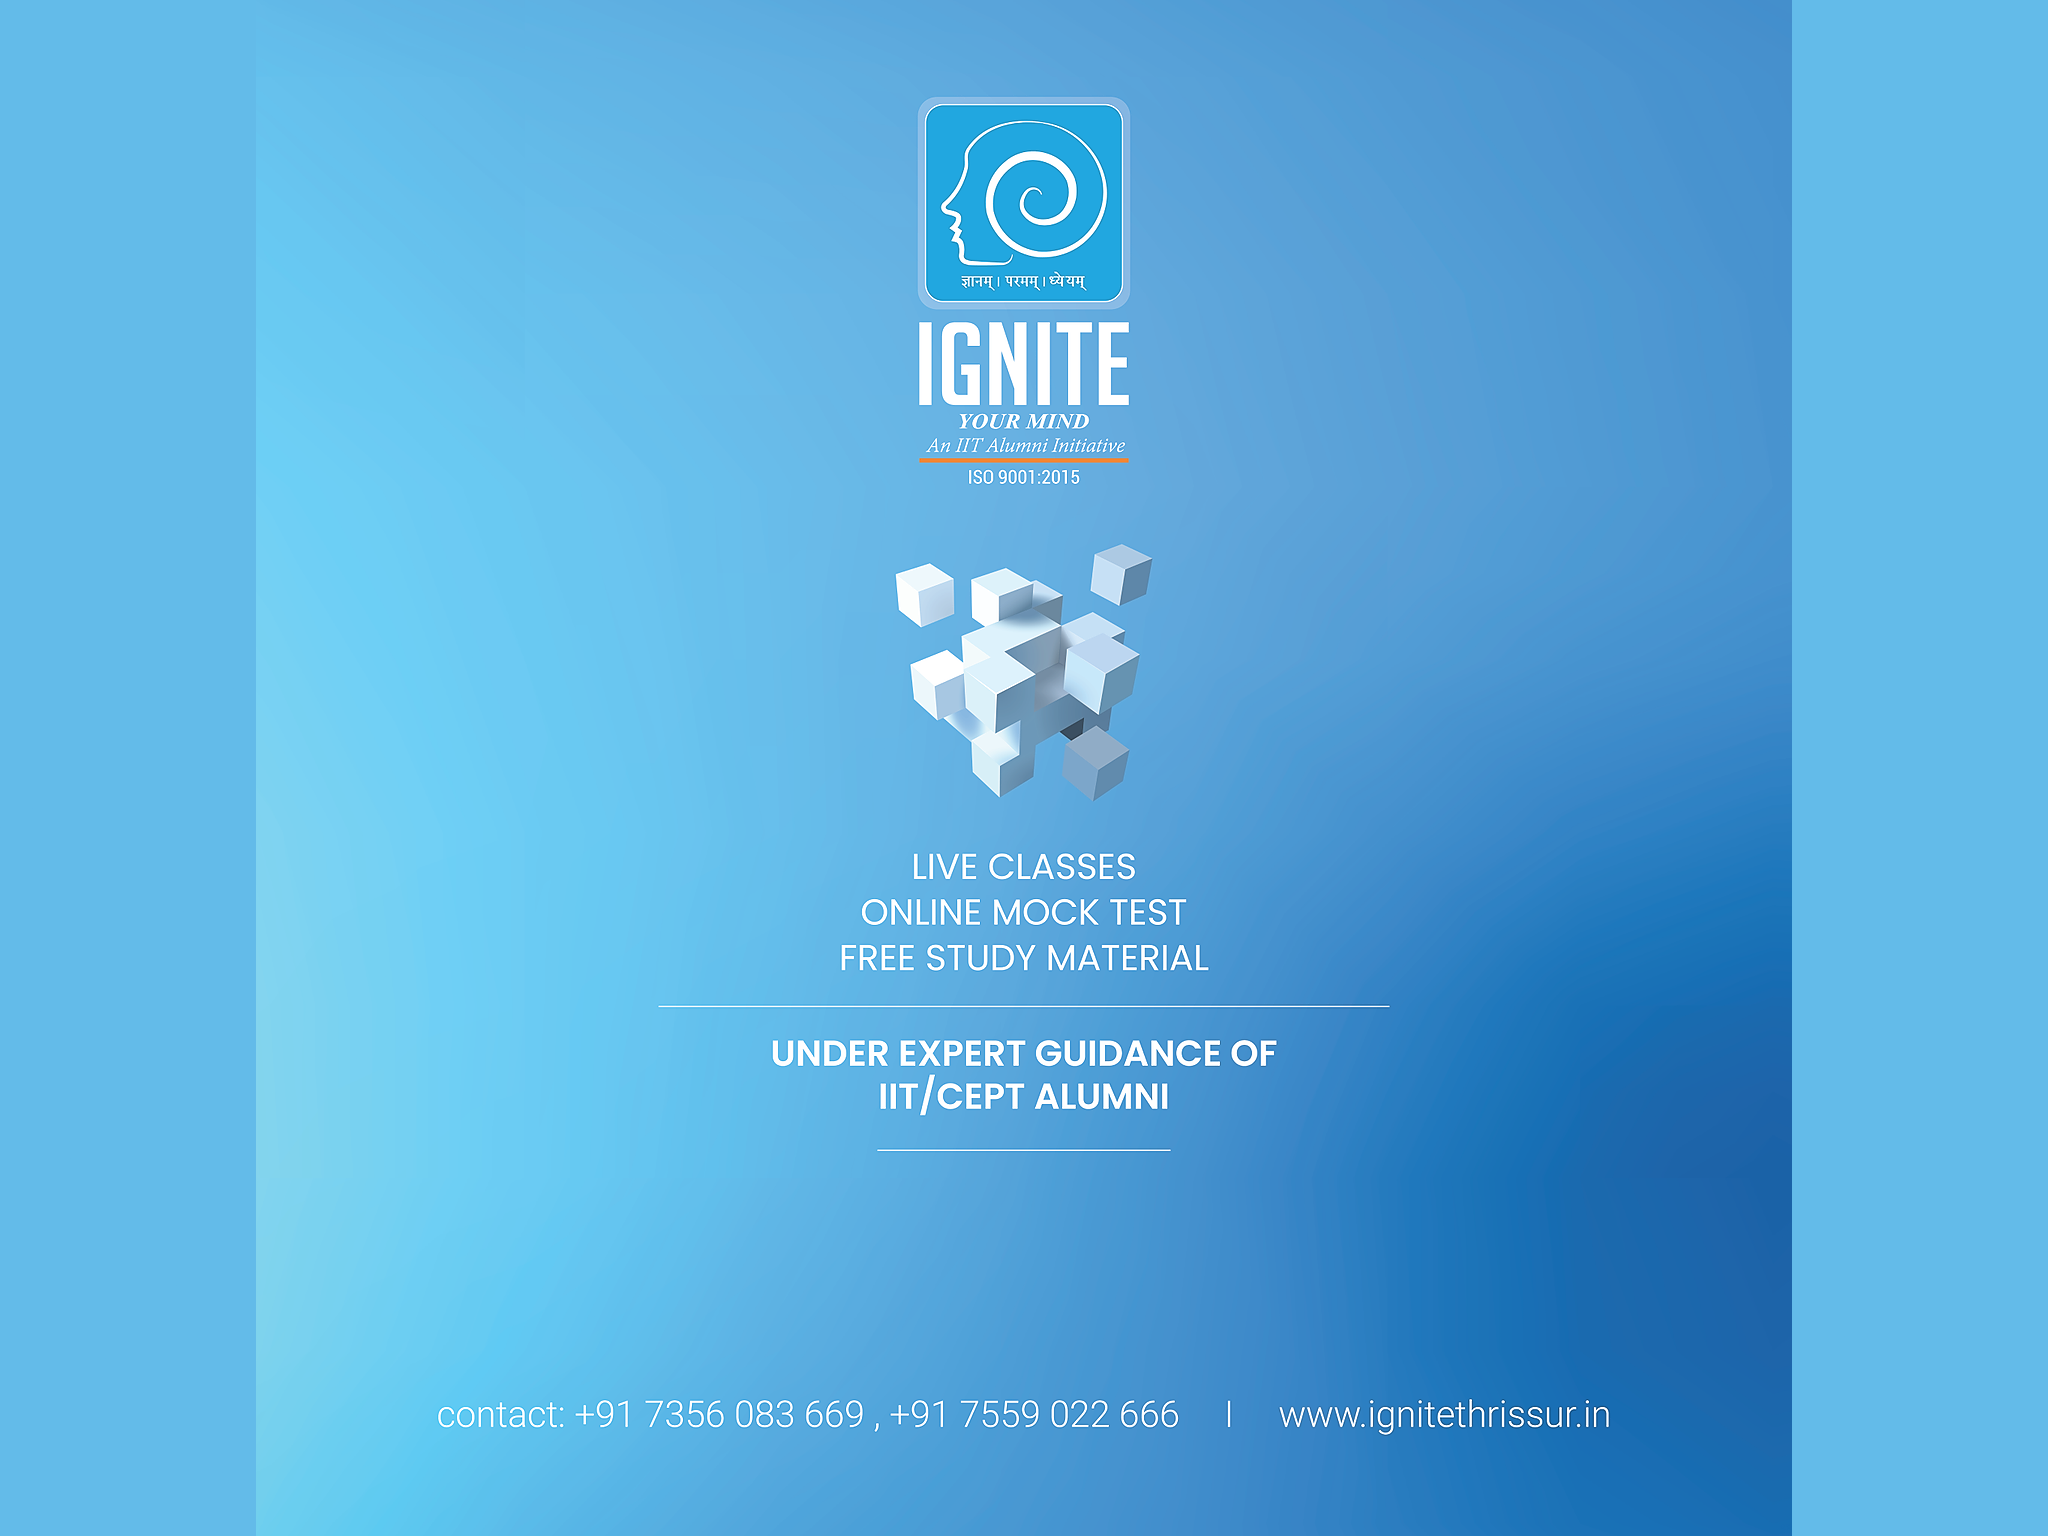 ज्ञानम्। परमम्। ध्येयम्
IGNITE
YOUR MIND
An IIT Alumni Initiative
ISO 9001:2015
LIVE CLASSES
ONLINE MOCK TEST
FREE STUDY MATERIAL
UNDER EXPERT GUIDANCE OF
IIT/CEPT ALUMNI
contact: +91 7356 083 669 , +91 7559 022 666 | www.ignitethrissur.in